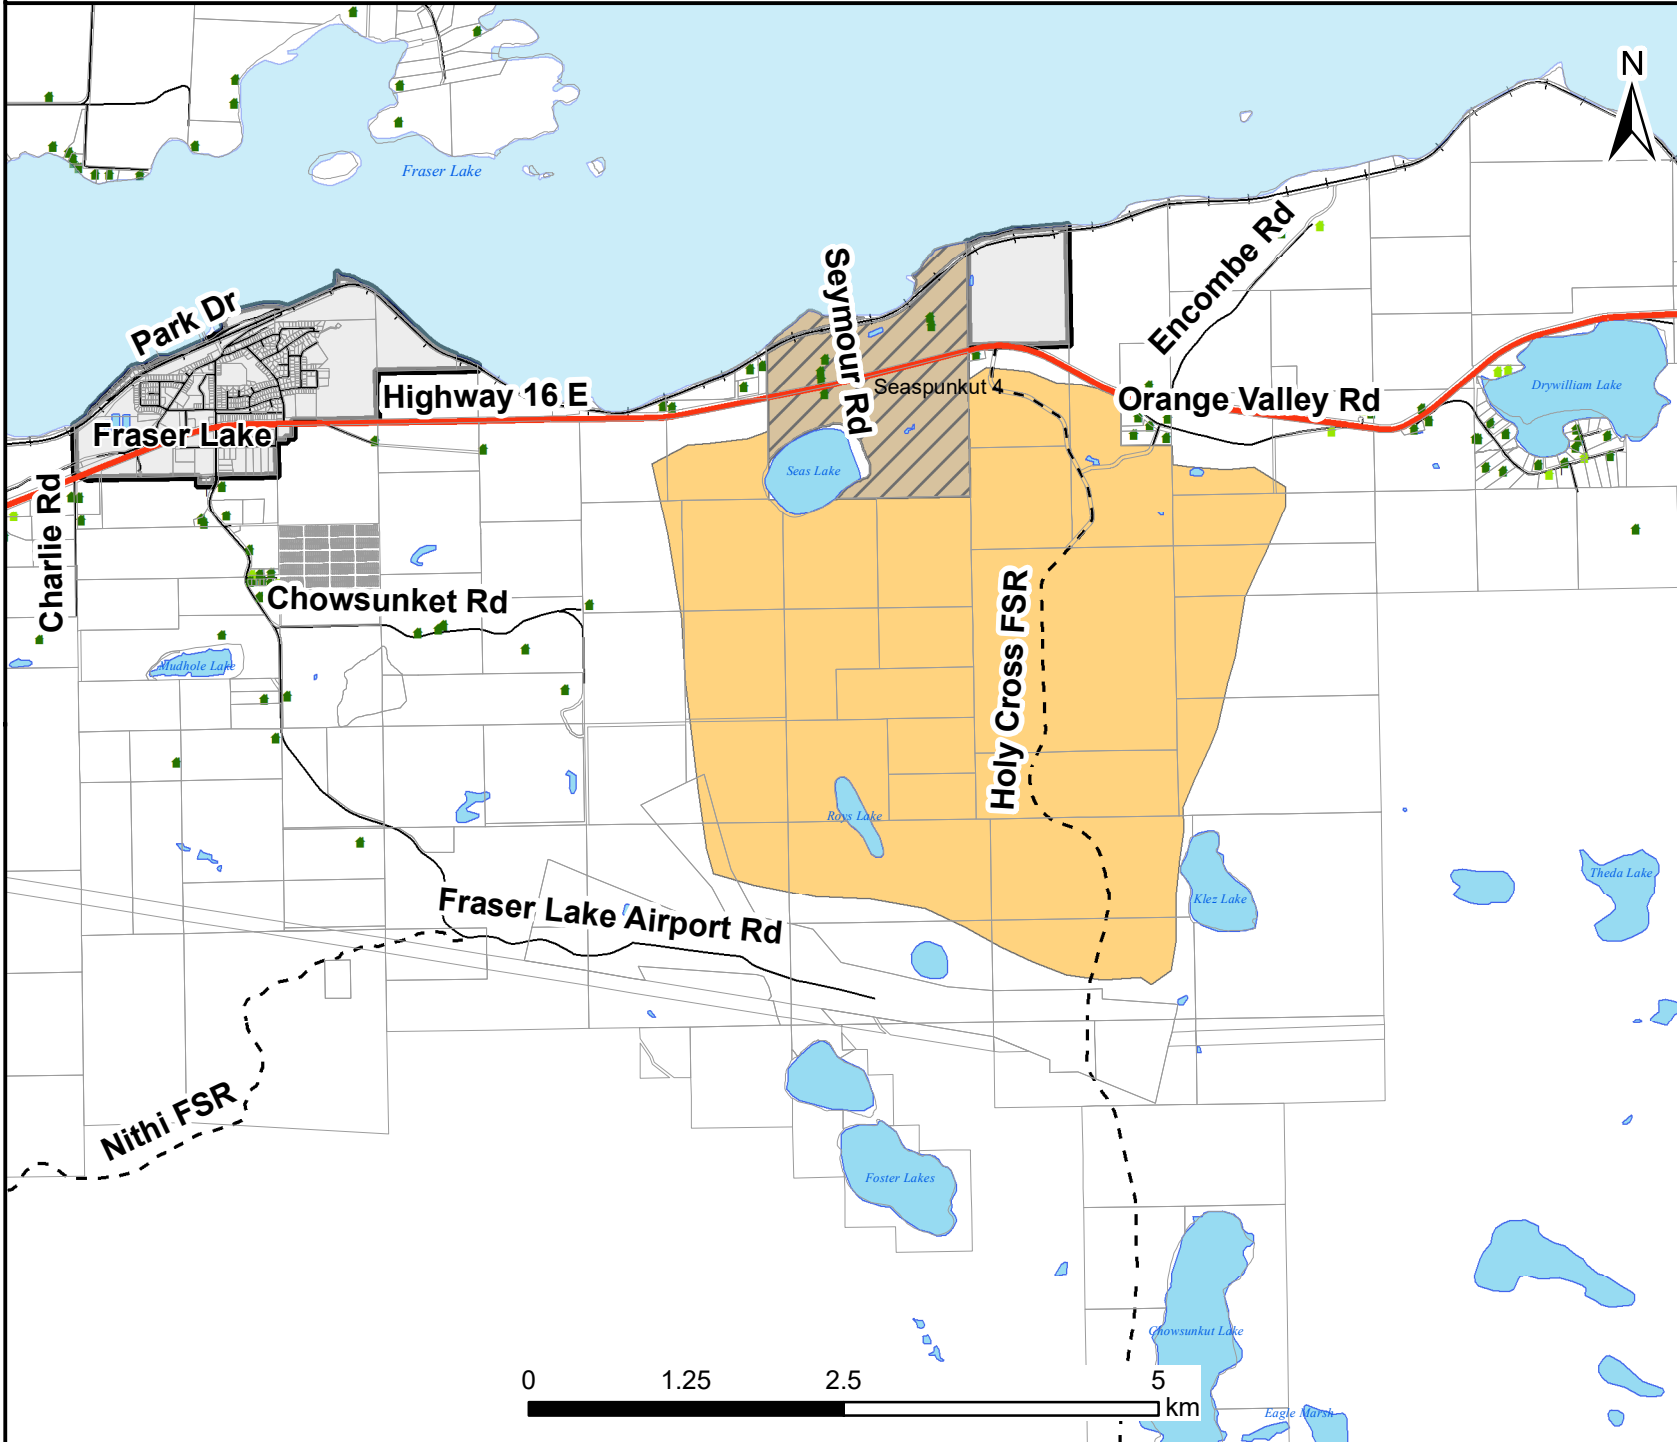 N
Fraser Lake
Park Dr
Seymour Rd
Encombe Rd
Highway 16 E
Seaspunkut 4
Orange Valley Rd
Drywilliam Lake
Fraser Lake
Seas Lake
Charlie Rd
Chowsunket Rd
Holy Cross FSR
Mudhole Lake
Roys Lake
Theda Lake
Klez Lake
Fraser Lake Airport Rd
Nithi FSR
Foster Lakes
Chowsunkut Lake
0 1.25 2.5 5
km
Eagle Marsh